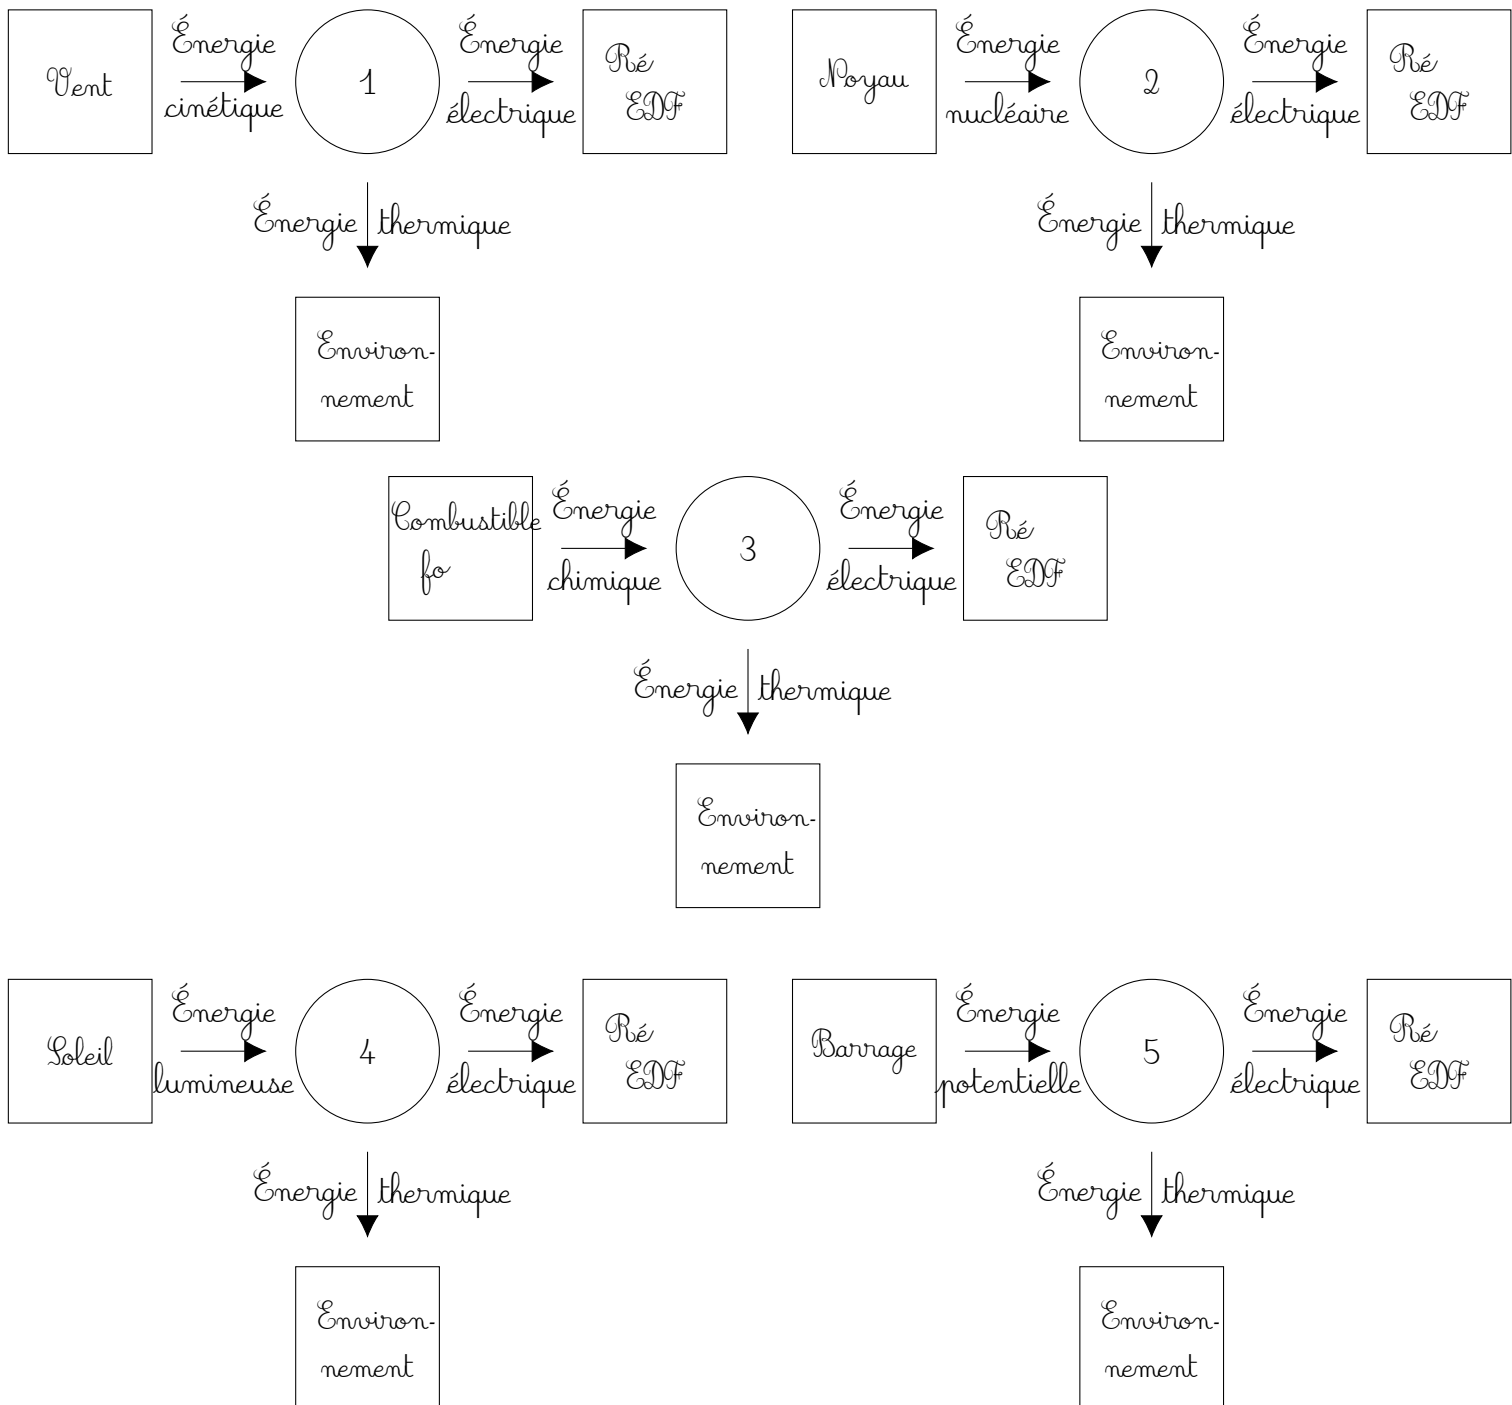 Énergie
Énergie
Vent
1
Ré
EDF
cinétique
électrique
Énergie thermique
Environ-
nement
Énergie
Énergie
Noyau
2
Ré
EDF
nucléaire
électrique
Énergie thermique
Environ-
nement
Combustible
fo
Énergie
chimique
3
Énergie
électrique
Ré
EDF
Énergie thermique
Environ-
nement
Soleil
Énergie
lumineuse
4
Énergie
électrique
Ré
EDF
Énergie thermique
Environ-
nement
Barrage
Énergie
potentielle
5
Énergie
électrique
Ré
EDF
Énergie thermique
Environ-
nement